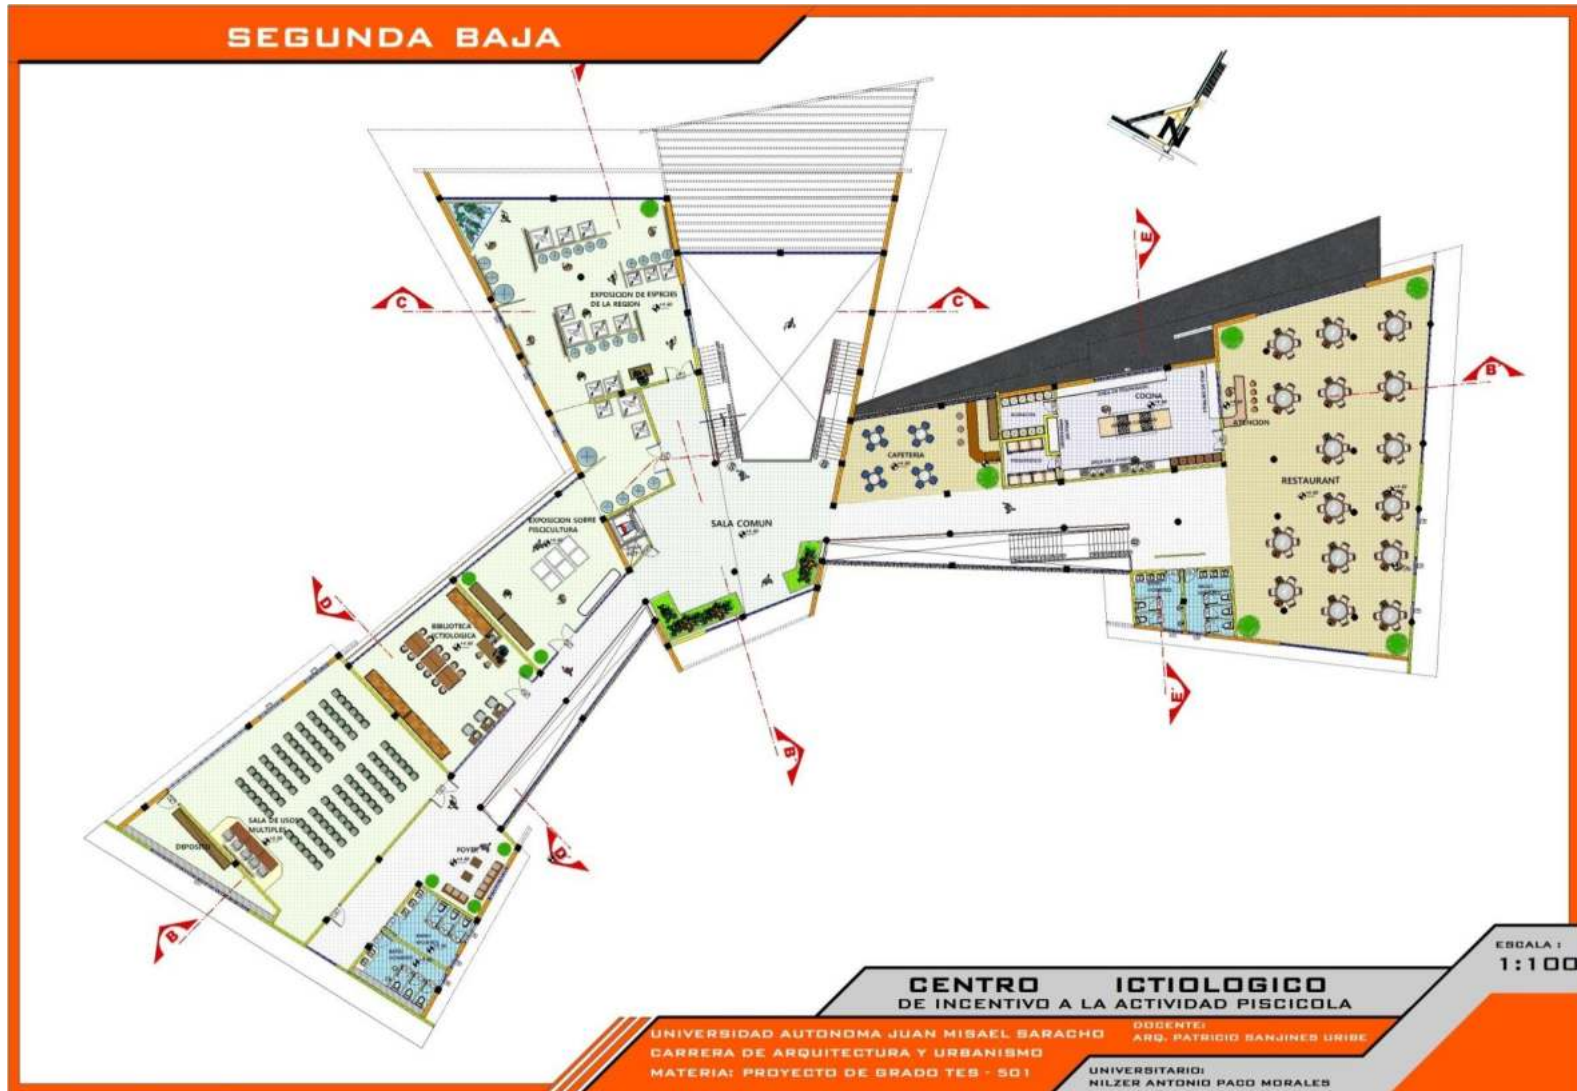 SEGUNDA BAJA
N
E
C
C
B'
EXPOSICION DE ESPECIES
DE LA REGION
COCINA
ATENCION
CAFETERIA
RESTAURANT
EXPOSICION SOBRE
PISCICULTURA
SALA COMUN
D
BIBLIOTECA
ICTIOLOGICA
E'
B
SALA DE USOS
MULTIPLES
DEPOSITO
FOYER
D'
B
ESCALA :
1:100
CENTRO ICTIOLOGICO
DE INCENTIVO A LA ACTIVIDAD PISCICOLA
UNIVERSIDAD AUTONOMA JUAN MISAEL SARACHO
CARRERA DE ARQUITECTURA Y URBANISMO
MATERIA: PROYECTO DE GRADO TES - 501
DOCENTE:
ARQ. PATRICIO SANJINES URIBE
UNIVERSITARIO:
NILZER ANTONIO PACO MORALES